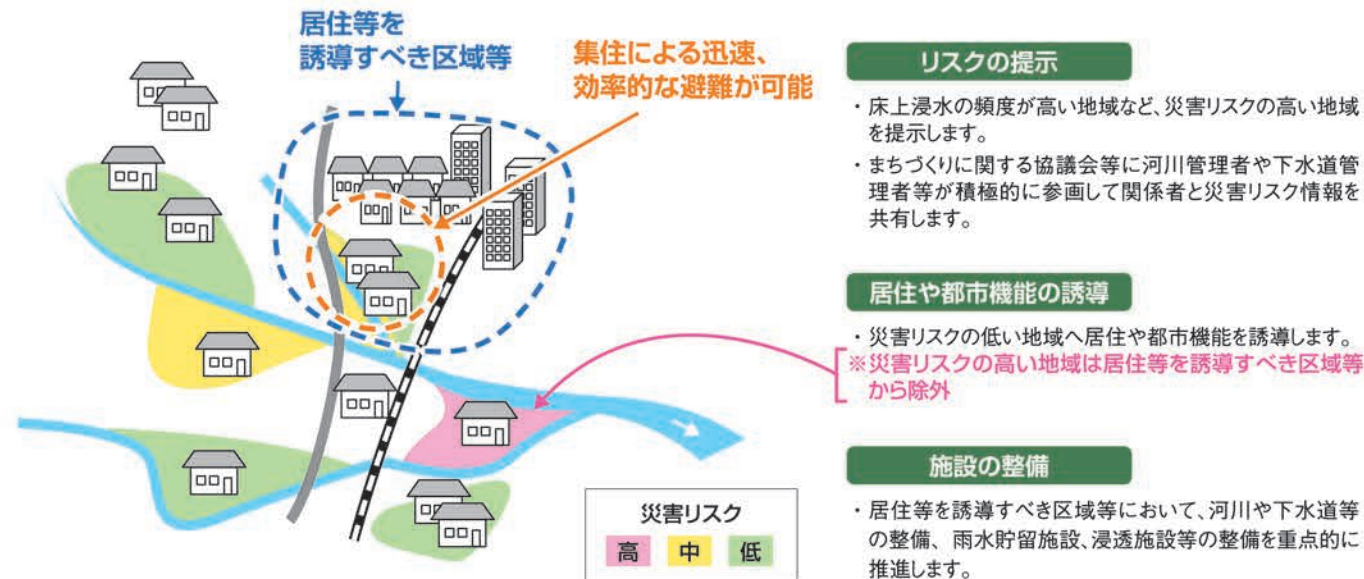 居住等を
誘導すべき区域等
集住による迅速、
効率的な避難が可能
災害リスク
高 中 低
リスクの提示
・床上浸水の頻度が高い地域など、災害リスクの高い地域
を提示します。
・まちづくりに関する協議会等に河川管理者や下水道管
理者等が積極的に参画して関係者と災害リスク情報を
共有します。
居住や都市機能の誘導
・災害リスクの低い地域へ居住や都市機能を誘導します。
※災害リスクの高い地域は居住等を誘導すべき区域等
から除外
施設の整備
・居住等を誘導すべき区域等において、河川や下水道等
の整備、雨水貯留施設、浸透施設等の整備を重点的に
推進します。